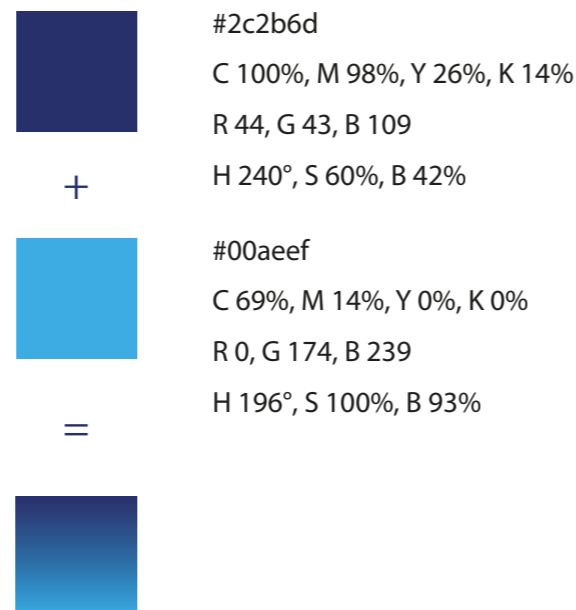 #2c2b6d
C 100%, M 98%, Y 26%, K 14%
R 44, G 43, B 109
H 240°, S 60%, B 42%
+
#00aeef
C 69%, M 14%, Y 0%, K 0%
R 0, G 174, B 239
H 196°, S 100%, B 93%
=